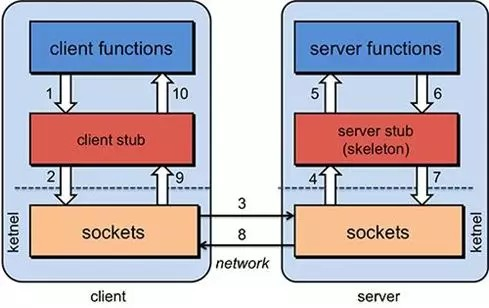 client functions
server functions
1
10
5
6
client stub
server stub
(skeleton)
2
9
4
7
3
ketnel
sockets
sockets
ketnel
8
network
client
server